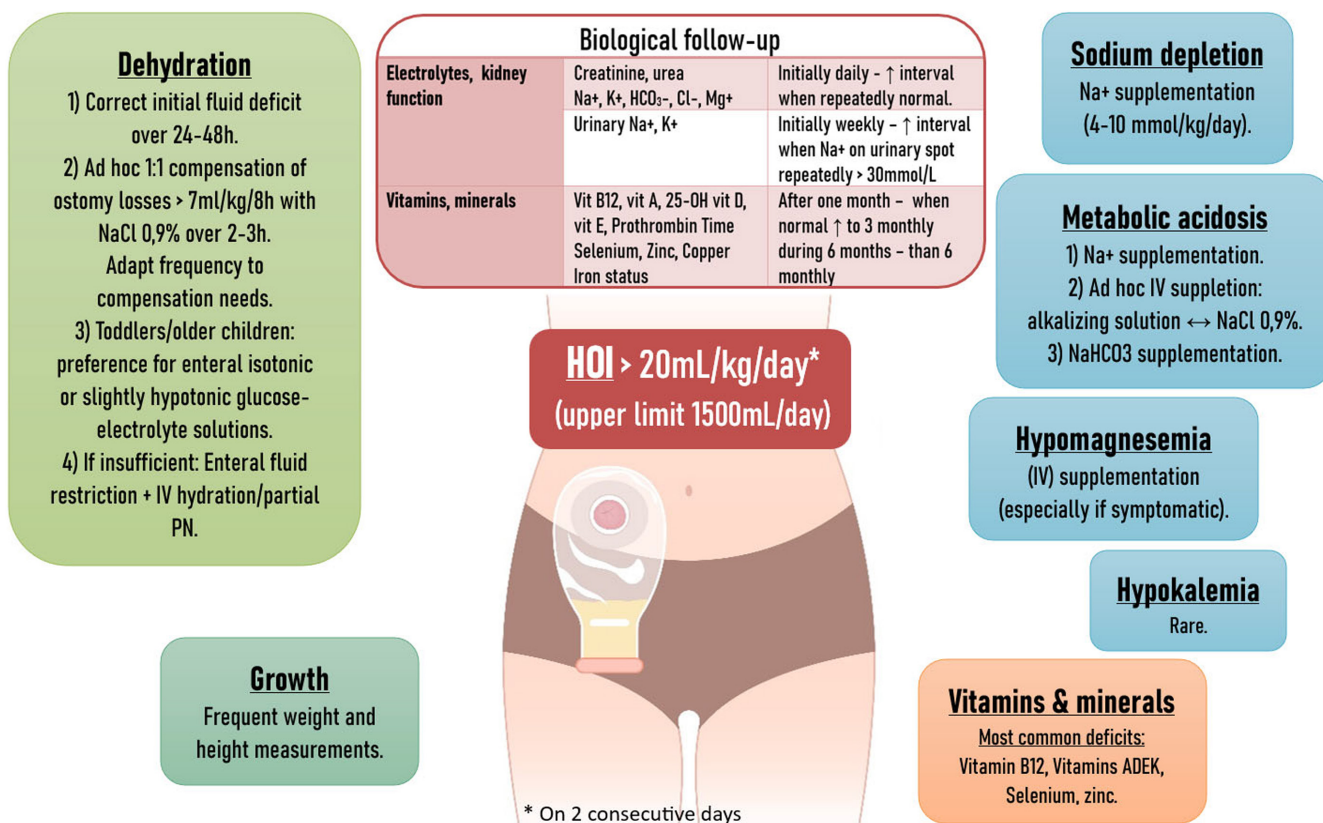 Dehydration
1) Correct initial fluid deficit
over 24-48h.
2) Ad hoc 1:1 compensation of
ostomy losses > 7ml/kg/8h with
NaCl 0,9% over 2-3h.
Adapt frequency to
compensation needs.
3) Toddlers/older children:
preference for enteral isotonic
or slightly hypotonic glucose-
electrolyte solutions.
4) If insufficient: Enteral fluid
restriction + IV hydration/partial
PN.
Biological follow-up
Electrolytes, kidney
function
Creatinine, urea
Na+, K+, HCO₃-, Cl-, Mg+
Initially daily - ↑ interval
when repeatedly normal.
Urinary Na+, K+
Initially weekly - ↑ interval
when Na+ on urinary spot
repeatedly > 30mmol/L
Vitamins, minerals
Vit B12, vit A, 25-OH vit D,
vit E, Prothrombin Time
Selenium, Zinc, Copper
Iron status
After one month - when
normal ↑ to 3 monthly
during 6 months - than 6
monthly
HOI > 20mL/kg/day*
(upper limit 1500mL/day)
Sodium depletion
Na+ supplementation
(4-10 mmol/kg/day).
Metabolic acidosis
1) Na+ supplementation.
2) Ad hoc IV suppletion:
alkalizing solution ↔ NaCl 0,9%.
3) NaHCO3 supplementation.
Hypomagnesemia
(IV) supplementation
(especially if symptomatic).
Hypokalemia
Rare.
Growth
Frequent weight and
height measurements.
Vitamins & minerals
Most common deficits:
Vitamin B12, Vitamins ADEK,
Selenium, zinc.
* On 2 consecutive days